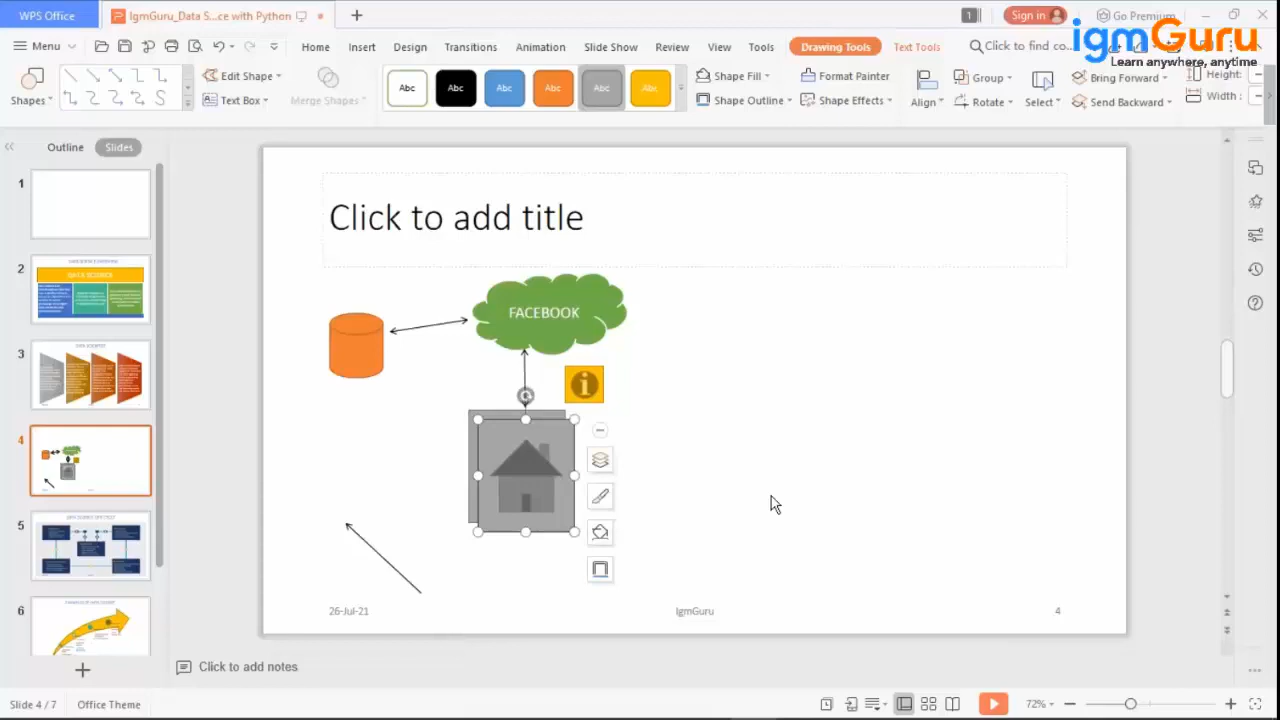 WPS Office
IgmGuru_Data S...ce with Python
1
Sign in
Go Premium
igmGuru
Learn anywhere, anytime
Menu
Home
Insert
Design
Transitions
Animation
Slide Show
Review
View
Tools
Drawing Tools
Text Tools
Click to find co...
Shapes
Edit Shape
Text Box
Merge Shapes
Abc
Abc
Abc
Abc
Abc
Abc
Shape Fill
Shape Outline
Format Painter
Shape Effects
Align
Group
Rotate
Select
Bring Forward
Send Backward
Height:
Width :
Outline
Slides
1
2
3
4
5
6
Click to add title
FACEBOOK
26-Jul-21
IgmGuru
4
Click to add notes
Slide 4 / 7
Office Theme
72%